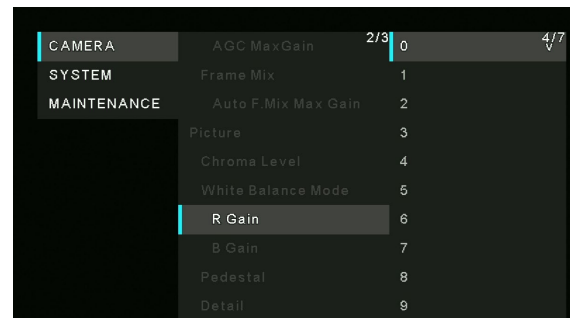 CAMERA
SYSTEM
MAINTENANCE
2/3
AGC MaxGain
Frame Mix
Auto F.Mix Max Gain
Picture
Chroma Level
White Balance Mode
R Gain
B Gain
Pedestal
Detail
4/7
0
1
2
3
4
5
6
7
8
9